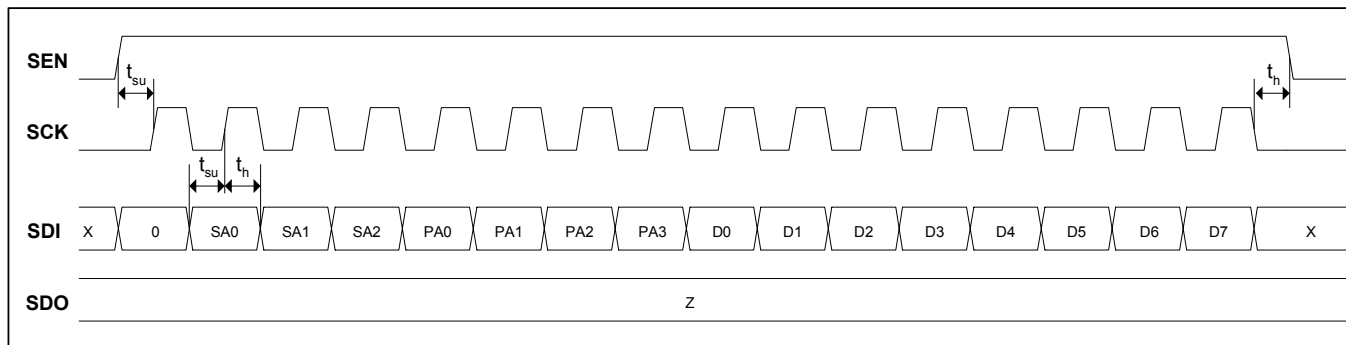 SEN
t_su
t_h
SCK
t_su t_h
SDI X 0 SA0 SA1 SA2 PA0 PA1 PA2 PA3 D0 D1 D2 D3 D4 D5 D6 D7 X
SDO Z